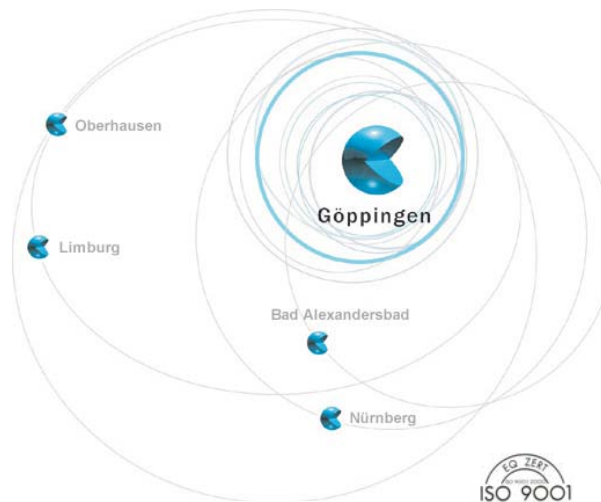 Oberhausen
Göppingen
Limburg
Bad Alexandersbad
Nürnberg
EQ ZERT
ISO 9001